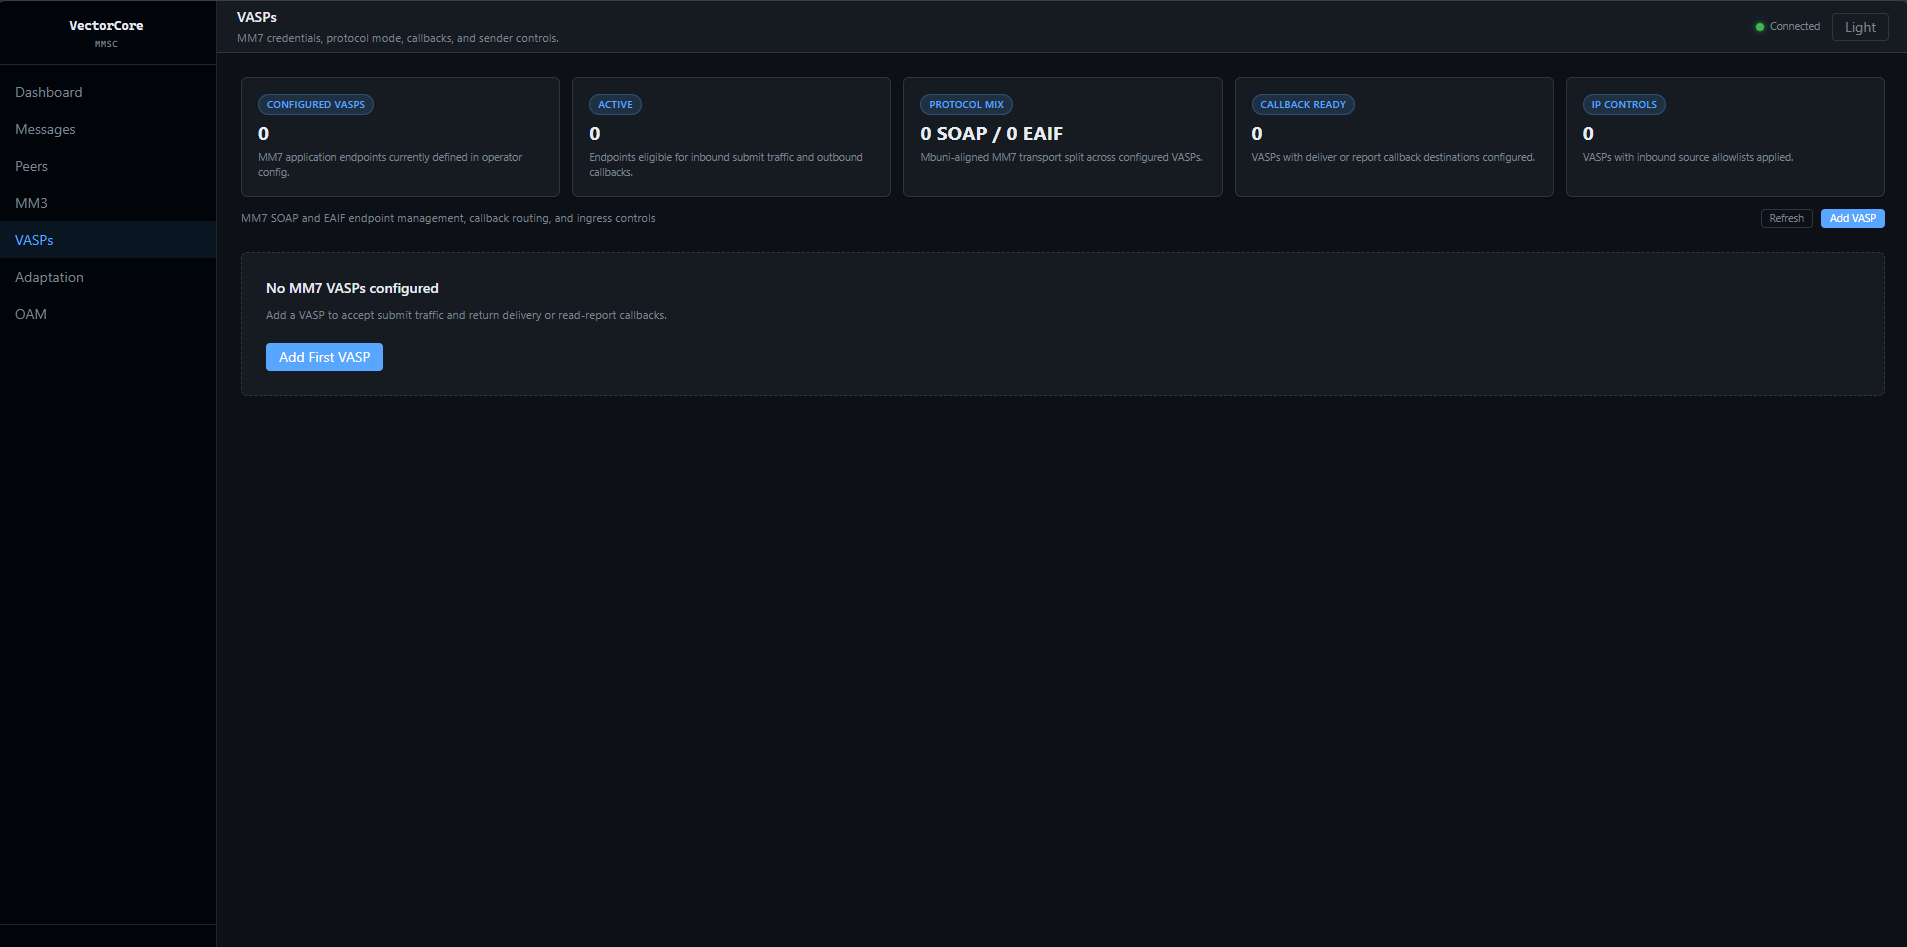 VectorCore
MMSC
Dashboard
Messages
Peers
MM3
VASPs
Adaptation
OAM
VASPs
MM7 credentials, protocol mode, callbacks, and sender controls.
Connected
Light
CONFIGURED VASPS
0
MM7 application endpoints currently defined in operator
config.
ACTIVE
0
Endpoints eligible for inbound submit traffic and outbound
callbacks.
PROTOCOL MIX
0 SOAP / 0 EAIF
Mbuni-aligned MM7 transport split across configured VASPs.
CALLBACK READY
0
VASPs with deliver or report callback destinations configured.
IP CONTROLS
0
VASPs with inbound source allowlists applied.
MM7 SOAP and EAIF endpoint management, callback routing, and ingress controls
Refresh
Add VASP
No MM7 VASPs configured
Add a VASP to accept submit traffic and return delivery or read-report callbacks.
Add First VASP